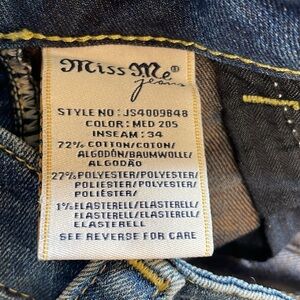 Miss Me®
jeans
STYLE NO : JS4009848
COLOR : MED 205
INSEAM : 34
72% COTTON/COTON/
ALGODÓN/BAUMWOLLE/
ALGODÃO
27% POLYESTER/POLYESTER/
POLIESTER/POLYESTER/
POLIÉSTER/
1% ELASTERELL/ELASTERELL/
ELASTERELL/ELASTERELL/
ELASTERELL
SEE REVERSE FOR CARE